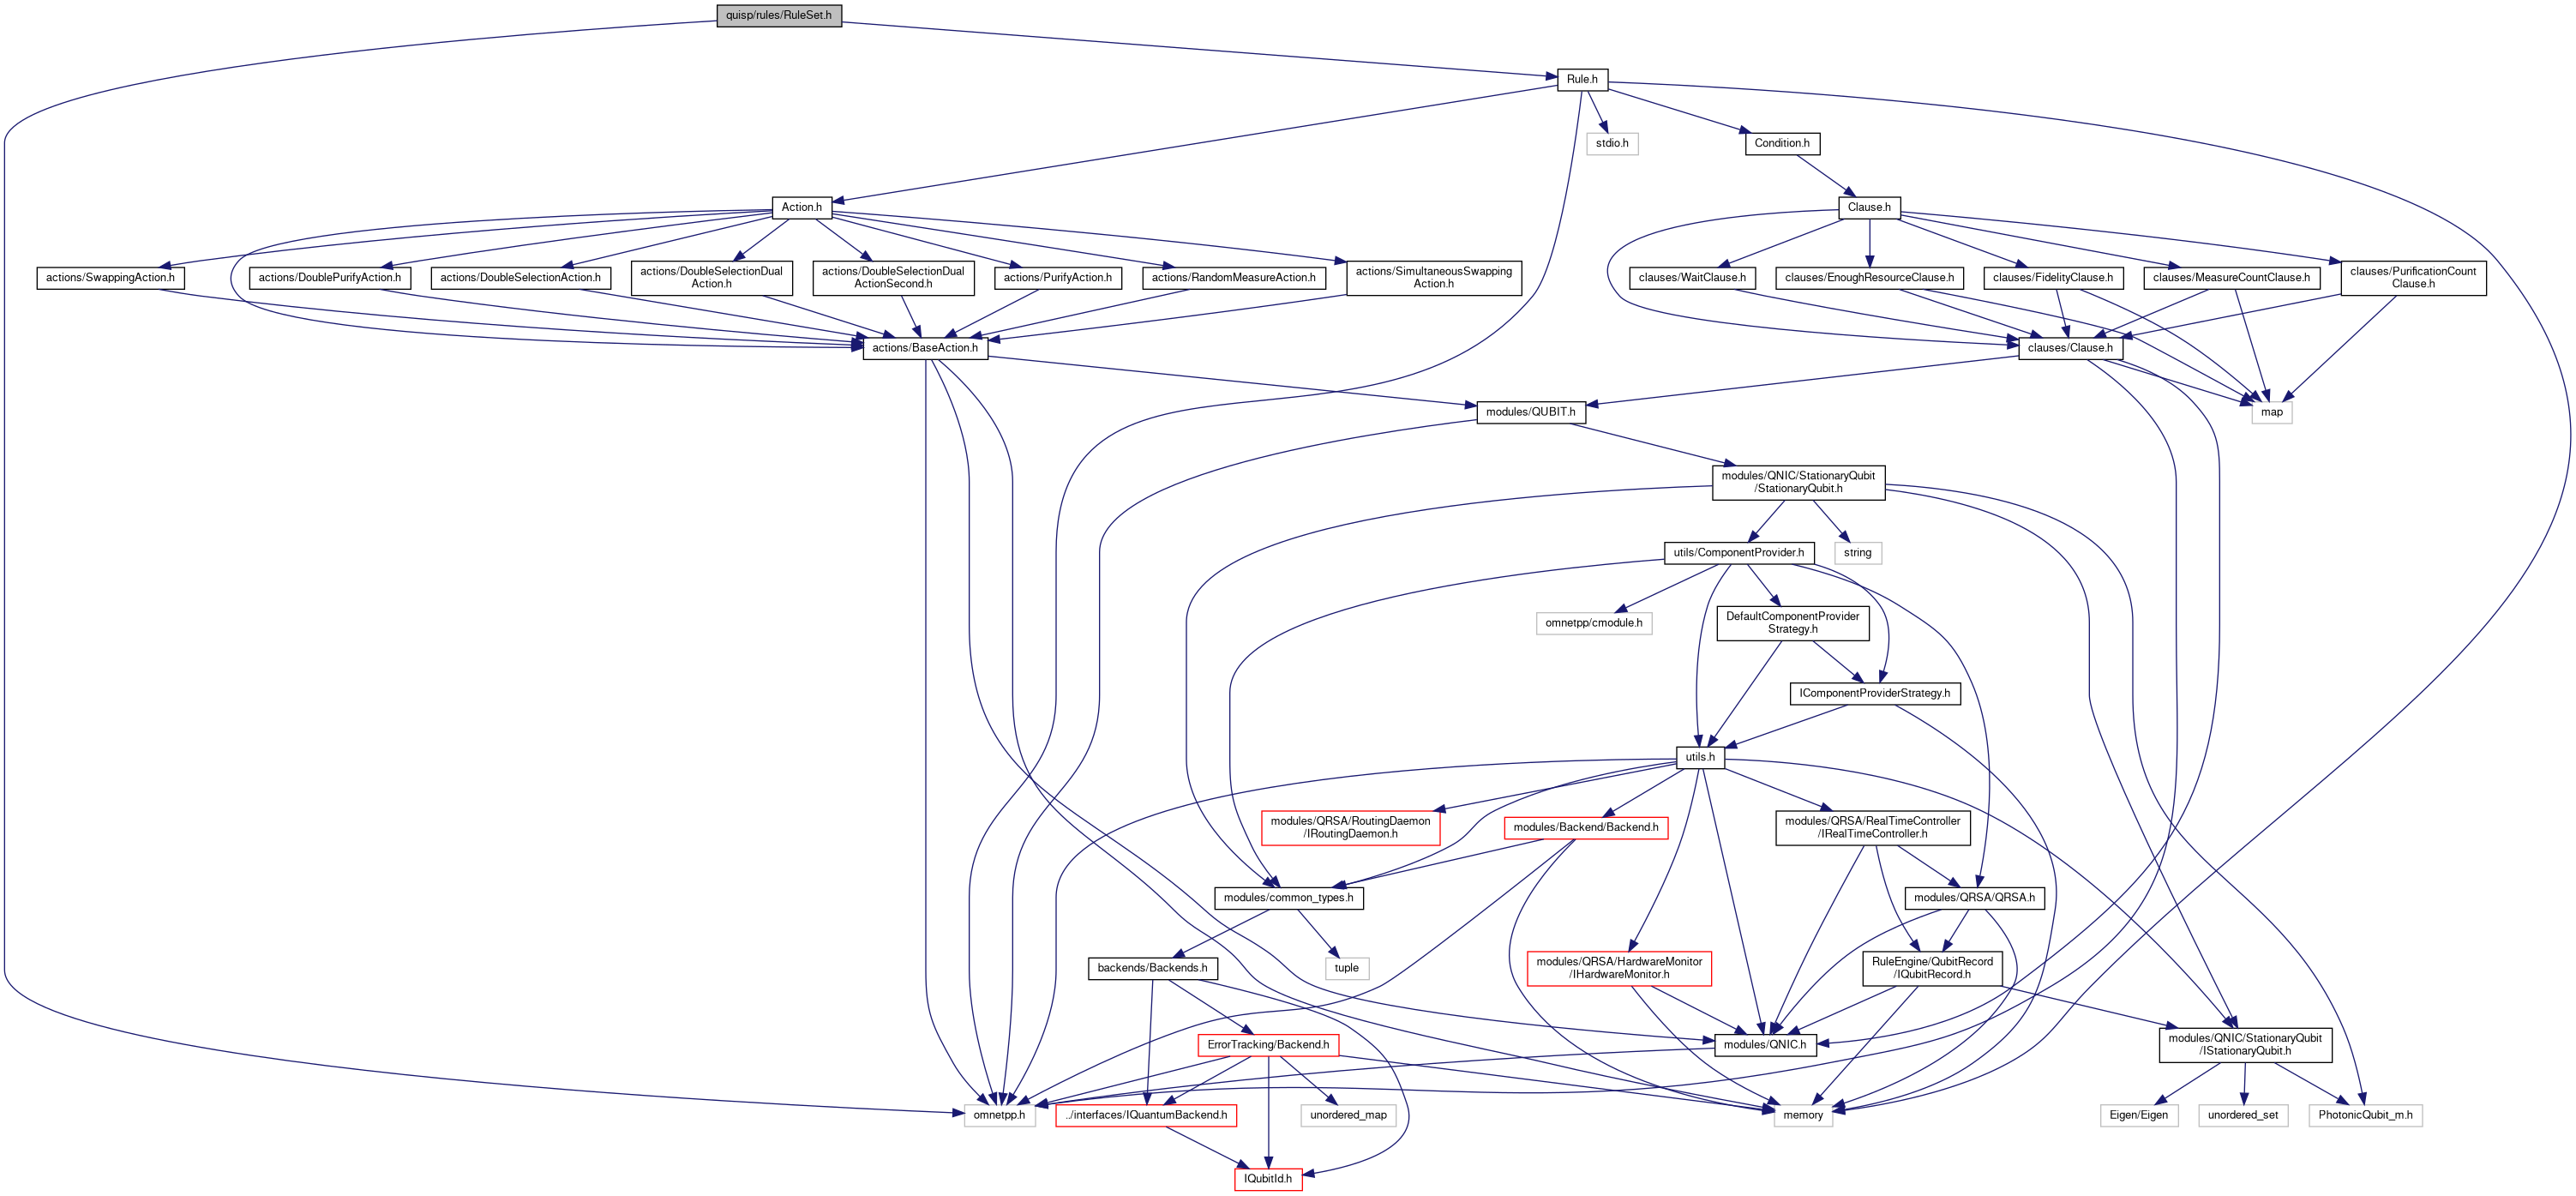 quisp/rules/RuleSet.h
Rule.h
stdio.h
Condition.h
Action.h
Clause.h
actions/SwappingAction.h
actions/DoublePurifyAction.h
actions/DoubleSelectionAction.h
actions/DoubleSelectionDual
Action.h
actions/DoubleSelectionDual
ActionSecond.h
actions/PurifyAction.h
actions/RandomMeasureAction.h
actions/SimultaneousSwapping
Action.h
clauses/WaitClause.h
clauses/EnoughResourceClause.h
clauses/FidelityClause.h
clauses/MeasureCountClause.h
clauses/PurificationCount
Clause.h
actions/BaseAction.h
clauses/Clause.h
modules/QUBIT.h
map
modules/QNIC/StationaryQubit
/StationaryQubit.h
utils/ComponentProvider.h
string
omnetpp/cmodule.h
DefaultComponentProvider
Strategy.h
IComponentProviderStrategy.h
utils.h
modules/QRSA/RoutingDaemon
/IRoutingDaemon.h
modules/Backend/Backend.h
modules/QRSA/RealTimeController
/IRealTimeController.h
modules/common_types.h
modules/QRSA/QRSA.h
backends/Backends.h
tuple
modules/QRSA/HardwareMonitor
/IHardwareMonitor.h
RuleEngine/QubitRecord
/IQubitRecord.h
ErrorTracking/Backend.h
modules/QNIC.h
modules/QNIC/StationaryQubit
/IStationaryQubit.h
omnetpp.h
../interfaces/IQuantumBackend.h
unordered_map
memory
Eigen/Eigen
unordered_set
PhotonicQubit_m.h
IQubitId.h